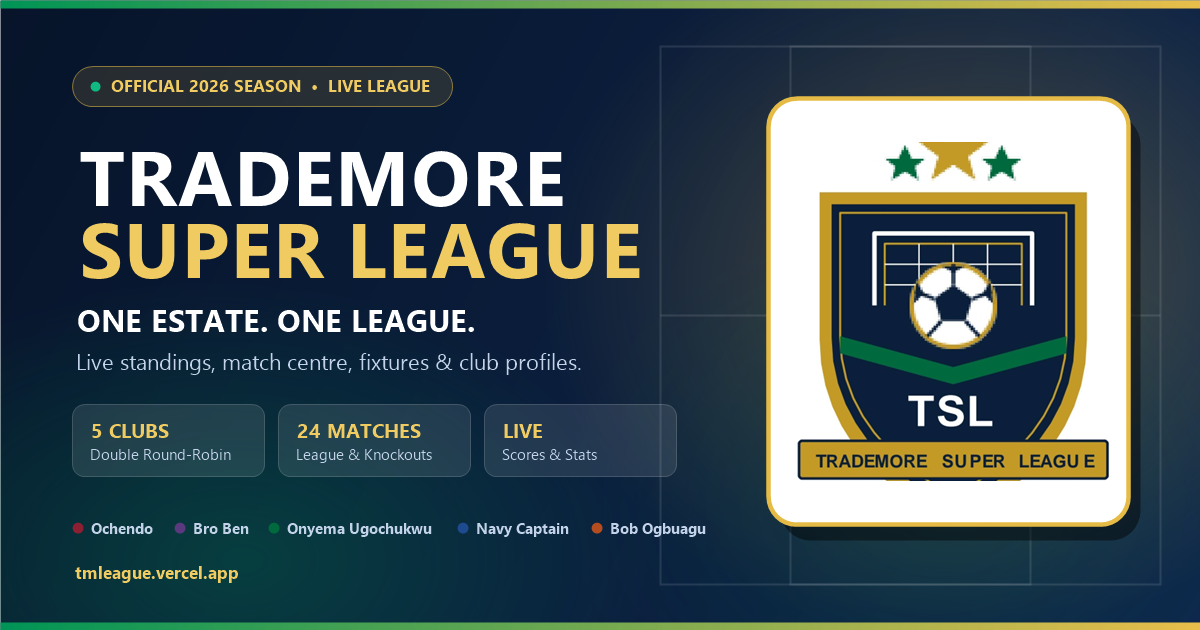 OFFICIAL 2026 SEASON • LIVE LEAGUE
TRADEMORE
SUPER LEAGUE
ONE ESTATE. ONE LEAGUE.
Live standings, match centre, fixtures & club profiles.
5 CLUBS
Double Round-Robin
24 MATCHES
League & Knockouts
LIVE
Scores & Stats
Ochendo
Bro Ben
Onyema Ugochukwu
Navy Captain
Bob Ogbuagu
tmleague.vercel.app
TSL
TRADEMORE SUPER LEAGUE